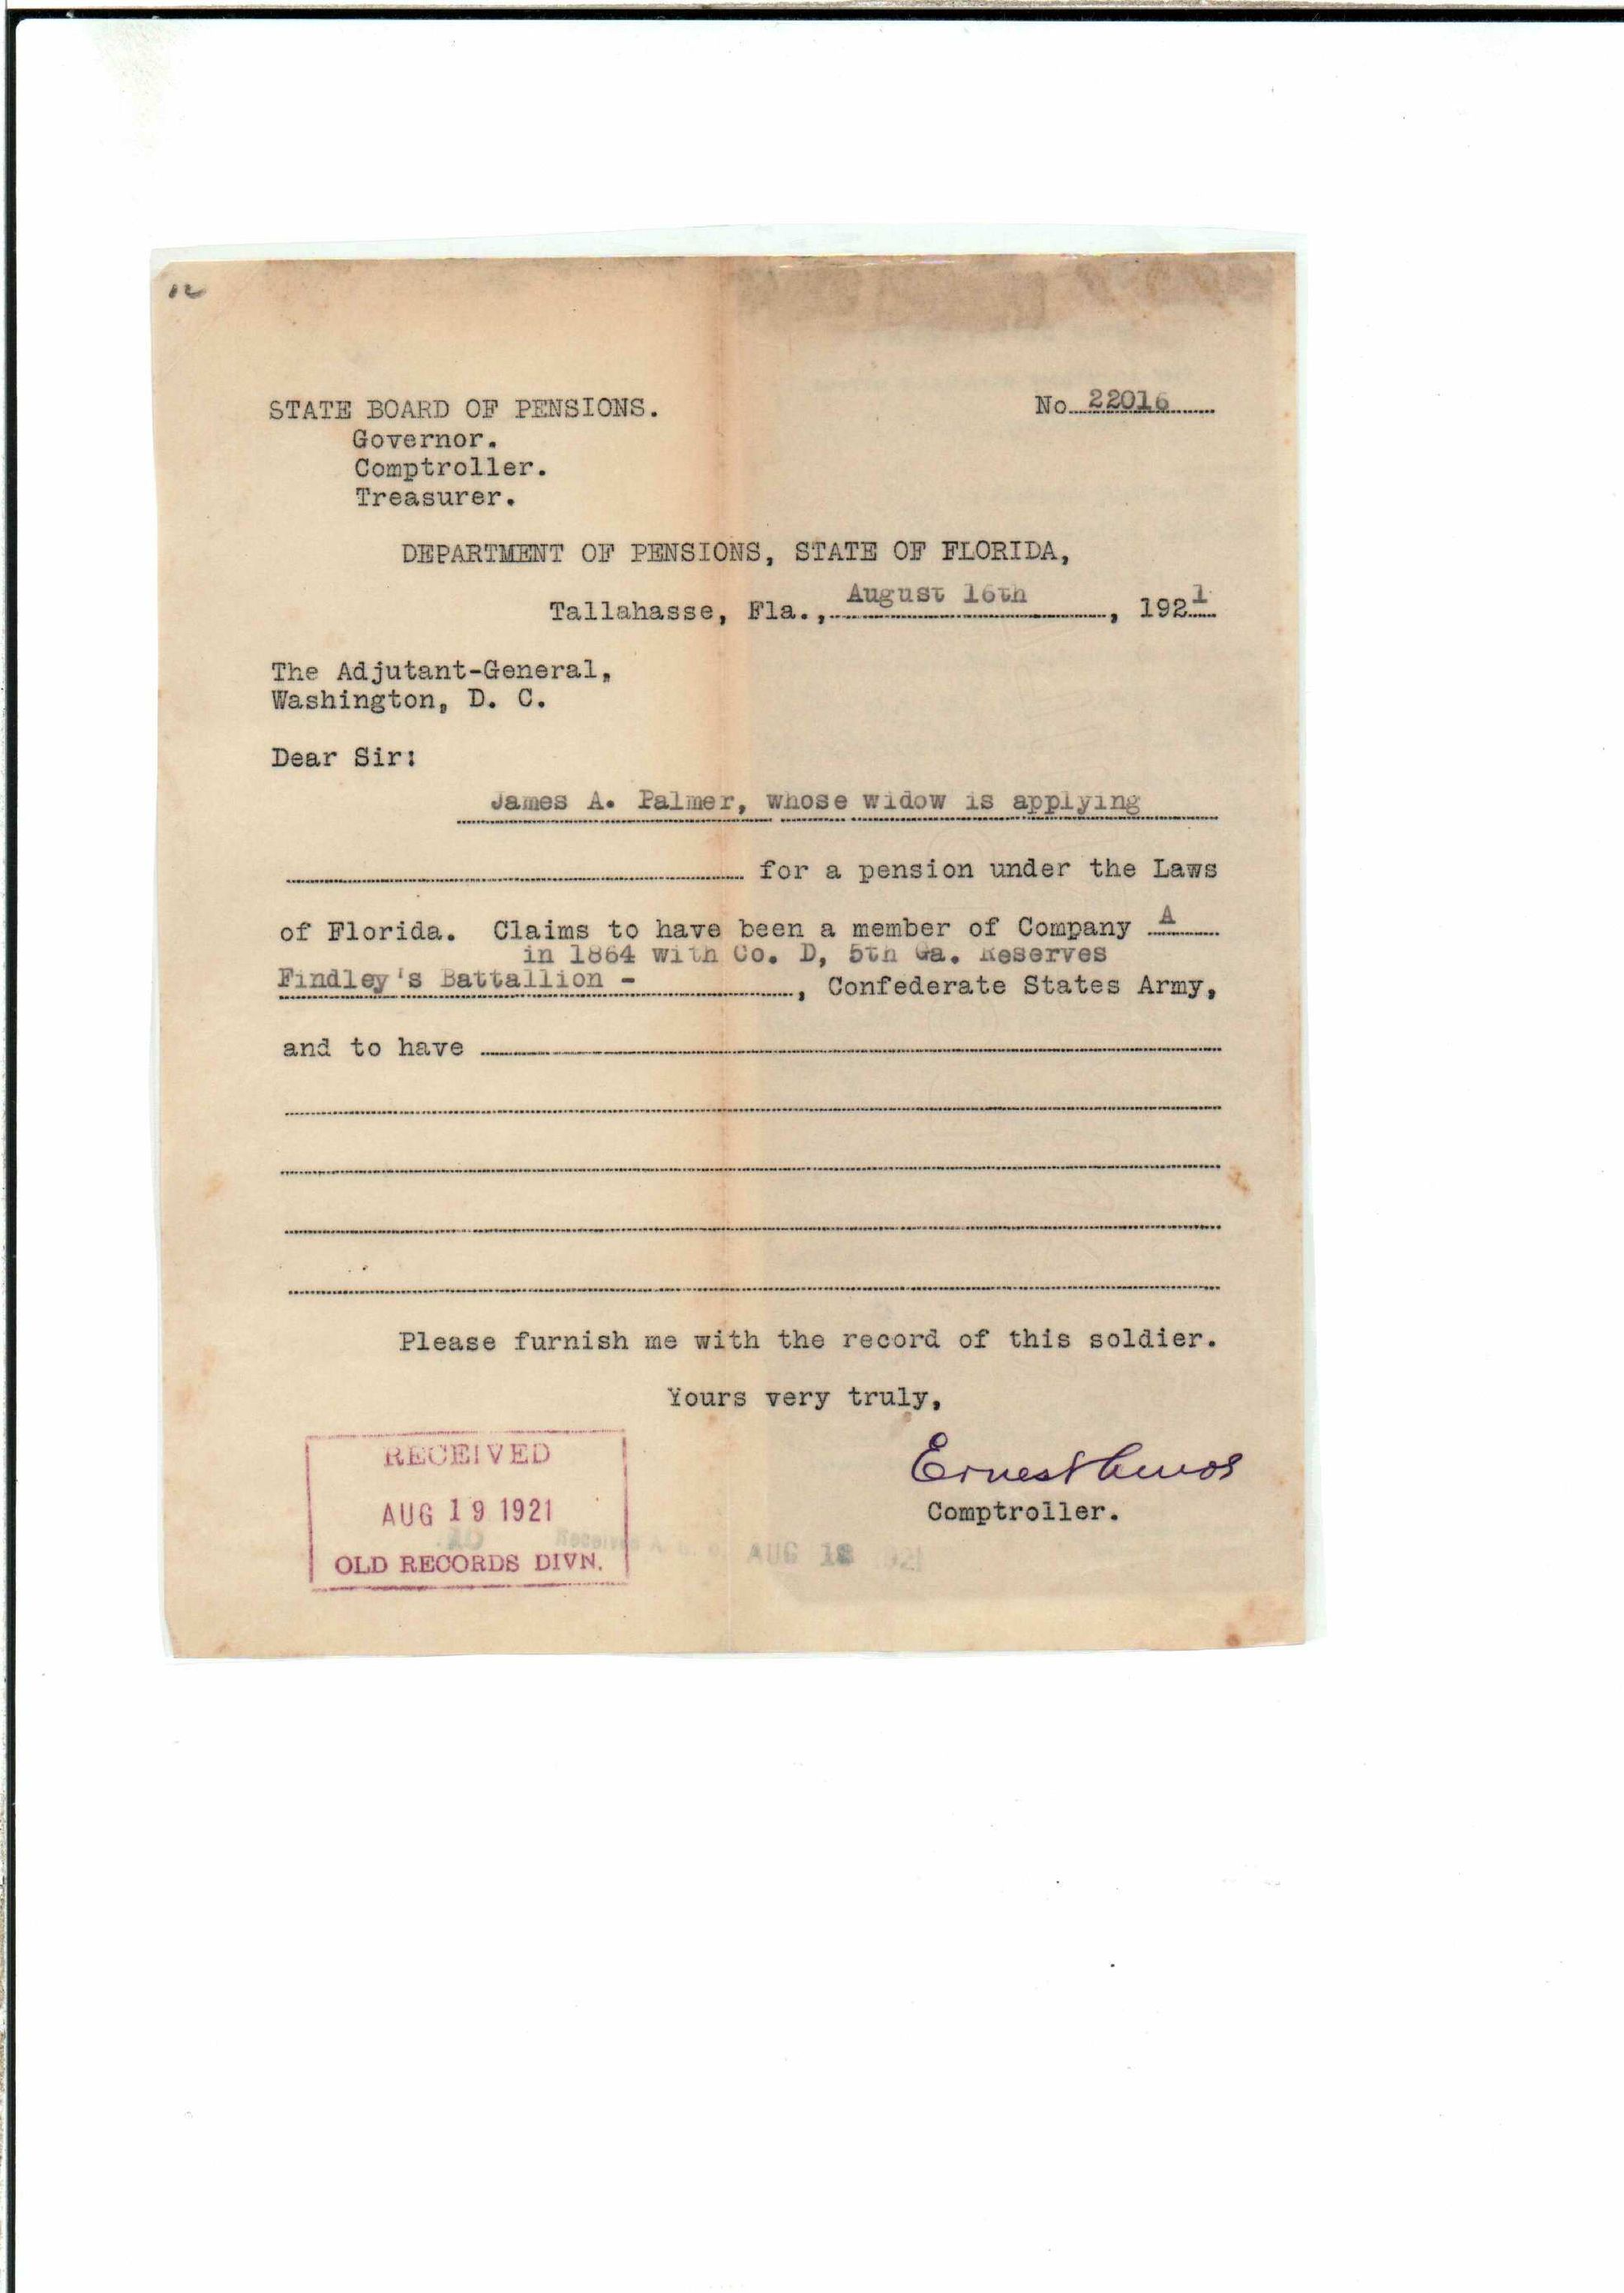 12
STATE BOARD OF PENSIONS.
No. 22016
Governor.
Comptroller.
Treasurer.
DEPARTMENT OF PENSIONS, STATE OF FLORIDA,
Tallahasse, Fla., August 16th, 1921
The Adjutant-General,
Washington, D. C.
Dear Sir:
James A. Palmer, whose widow is applying
for a pension under the Laws
of Florida. Claims to have been a member of Company A
in 1864 with Co. D, 5th Ga. Reserves
Findley's Battallion - , Confederate States Army,
and to have
Please furnish me with the record of this soldier.
Yours very truly,
Ernest Amos
Comptroller.
RECEIVED
AUG 19 1921
OLD RECORDS DIVN.
Received A. G. O. AUG 18 1921